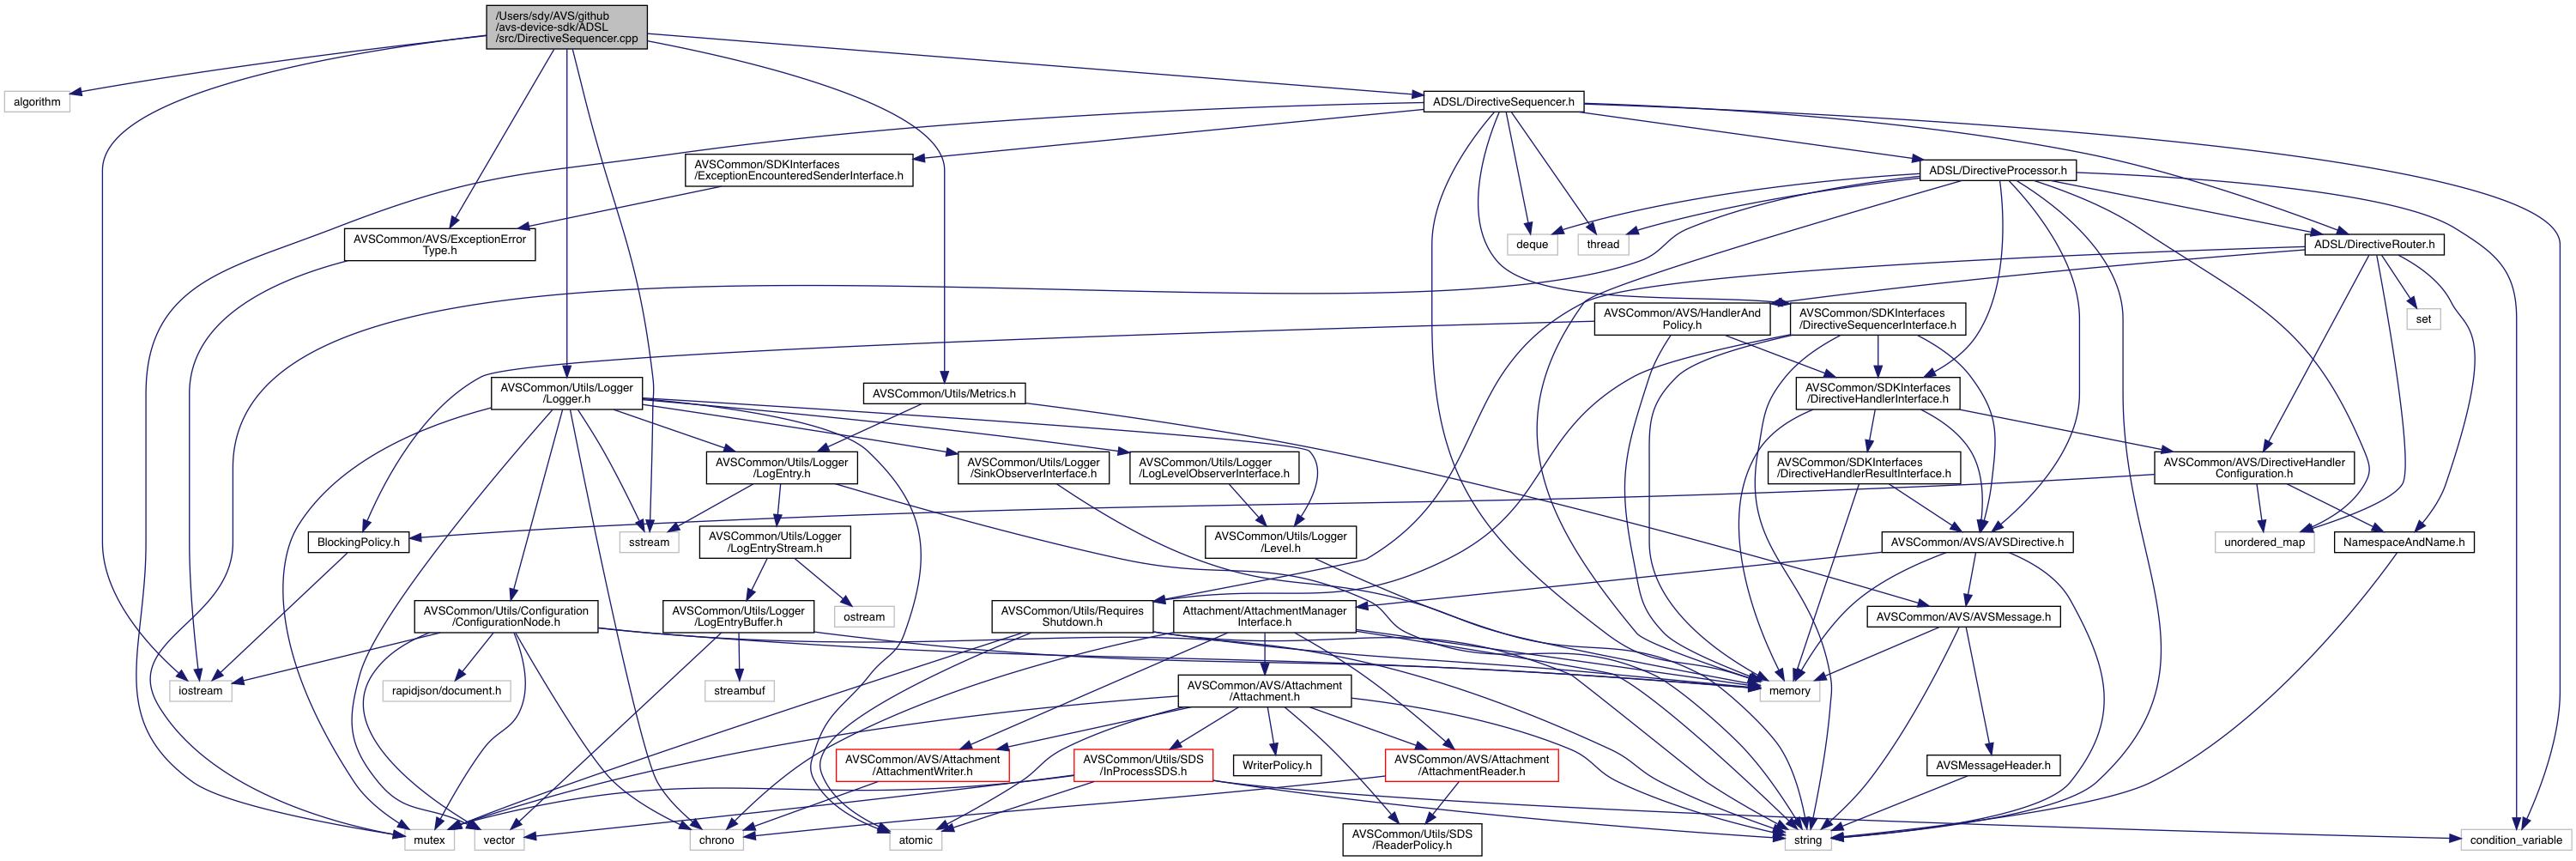 /Users/sdy/AVS/github
/avs-device-sdk/ADSL
/src/DirectiveSequencer.cpp
algorithm
ADSL/DirectiveSequencer.h
AVSCommon/SDKInterfaces
/ExceptionEncounteredSenderInterface.h
ADSL/DirectiveProcessor.h
AVSCommon/AVS/ExceptionError
Type.h
deque
thread
ADSL/DirectiveRouter.h
AVSCommon/AVS/HandlerAnd
Policy.h
AVSCommon/SDKInterfaces
/DirectiveSequencerInterface.h
set
AVSCommon/Utils/Logger
/Logger.h
AVSCommon/Utils/Metrics.h
AVSCommon/SDKInterfaces
/DirectiveHandlerInterface.h
AVSCommon/Utils/Logger
/LogEntry.h
AVSCommon/Utils/Logger
/SinkObserverInterface.h
AVSCommon/Utils/Logger
/LogLevelObserverInterface.h
AVSCommon/SDKInterfaces
/DirectiveHandlerResultInterface.h
AVSCommon/AVS/DirectiveHandler
Configuration.h
BlockingPolicy.h
sstream
AVSCommon/Utils/Logger
/LogEntryStream.h
AVSCommon/Utils/Logger
/Level.h
AVSCommon/AVS/AVSDirective.h
unordered_map
NamespaceAndName.h
AVSCommon/Utils/Configuration
/ConfigurationNode.h
AVSCommon/Utils/Logger
/LogEntryBuffer.h
ostream
AVSCommon/Utils/Requires
Shutdown.h
Attachment/AttachmentManager
Interface.h
AVSCommon/AVS/AVSMessage.h
iostream
rapidjson/document.h
streambuf
AVSCommon/AVS/Attachment
/Attachment.h
memory
AVSCommon/AVS/Attachment
/AttachmentWriter.h
AVSCommon/Utils/SDS
/InProcessSDS.h
WriterPolicy.h
AVSCommon/AVS/Attachment
/AttachmentReader.h
AVSMessageHeader.h
mutex
vector
chrono
atomic
AVSCommon/Utils/SDS
/ReaderPolicy.h
string
condition_variable